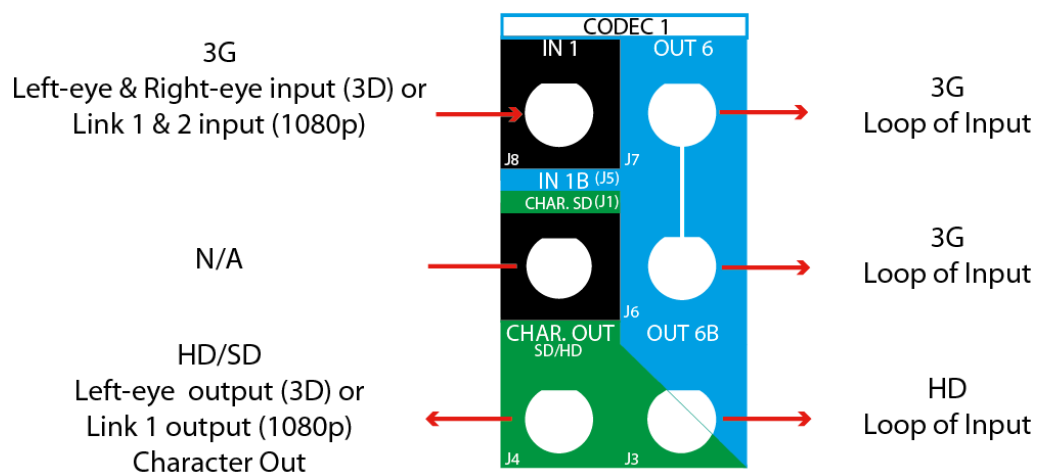 CODEC 1
IN 1
OUT 6
3G
Left-eye & Right-eye input (3D) or
Link 1 & 2 input (1080p)
3G
Loop of Input
J8
J7
IN 1B (J5)
CHAR. SD (J1)
N/A
3G
Loop of Input
J6
CHAR. OUT
SD/HD
OUT 6B
HD/SD
Left-eye output (3D) or
Link 1 output (1080p)
Character Out
HD
Loop of Input
J4
J3